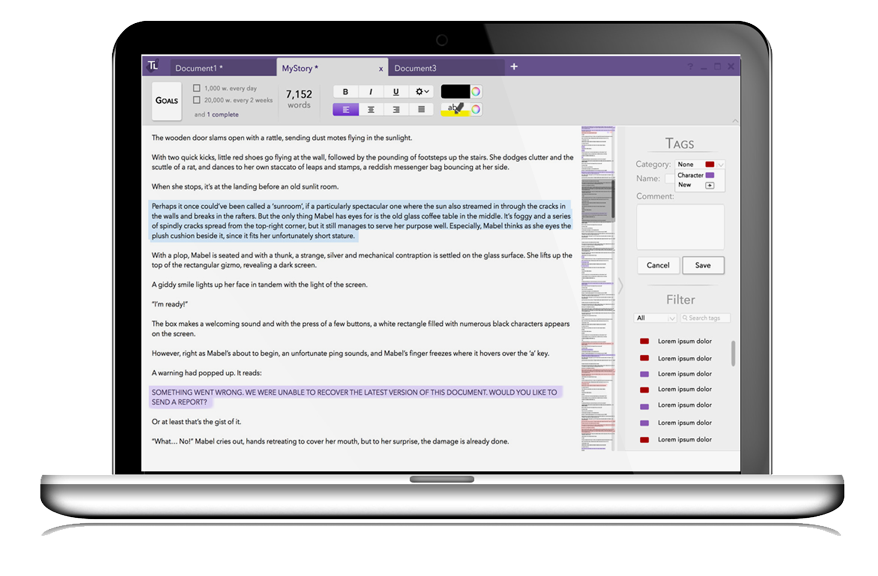 TL
Document1 *
MyStory *
x
Document3
+
?
GOALS
1,000 w. every day
20,000 w. every 2 weeks
and 1 complete
7,152
words
B
I
U
ab
The wooden door slams open with a rattle, sending dust motes flying in the sunlight.
With two quick kicks, little red shoes go flying at the wall, followed by the pounding of footsteps up the stairs. She dodges clutter and the
scuttle of a rat, and dances to her own staccato of leaps and stamps, a reddish messenger bag bouncing at her side.
When she stops, it's at the landing before an old sunlit room.
Perhaps it once could've been called a 'sunroom', if a particularly spectacular one where the sun also streamed in through the cracks in
the walls and breaks in the rafters. But the only thing Mabel has eyes for is the old glass coffee table in the middle. It's foggy and a series
of spindly cracks spread from the top-right corner, but it still manages to serve her purpose well. Especially, Mabel thinks as she eyes the
plush cushion beside it, since it fits her unfortunately short stature.
With a plop, Mabel is seated and with a thunk, a strange, silver and mechanical contraption is settled on the glass surface. She lifts up the
top of the rectangular gizmo, revealing a dark screen.
A giddy smile lights up her face in tandem with the light of the screen.
"I'm ready!"
The box makes a welcoming sound and with the press of a few buttons, a white rectangle filled with numerous black characters appears
on the screen.
However, right as Mabel's about to begin, an unfortunate ping sounds, and Mabel's finger freezes where it hovers over the 'a' key.
A warning had popped up. It reads:
SOMETHING WENT WRONG. WE WERE UNABLE TO RECOVER THE LATEST VERSION OF THIS DOCUMENT. WOULD YOU LIKE TO
SEND A REPORT?
Or at least that's the gist of it.
"What... No!" Mabel cries out, hands retreating to cover her mouth, but to her surprise, the damage is already done.
TAGS
Category:
None
Character
New
Name:
Comment:
Cancel
Save
Filter
All
Search tags
Lorem ipsum dolor
Lorem ipsum dolor
Lorem ipsum dolor
Lorem ipsum dolor
Lorem ipsum dolor
Lorem ipsum dolor
Lorem ipsum dolor